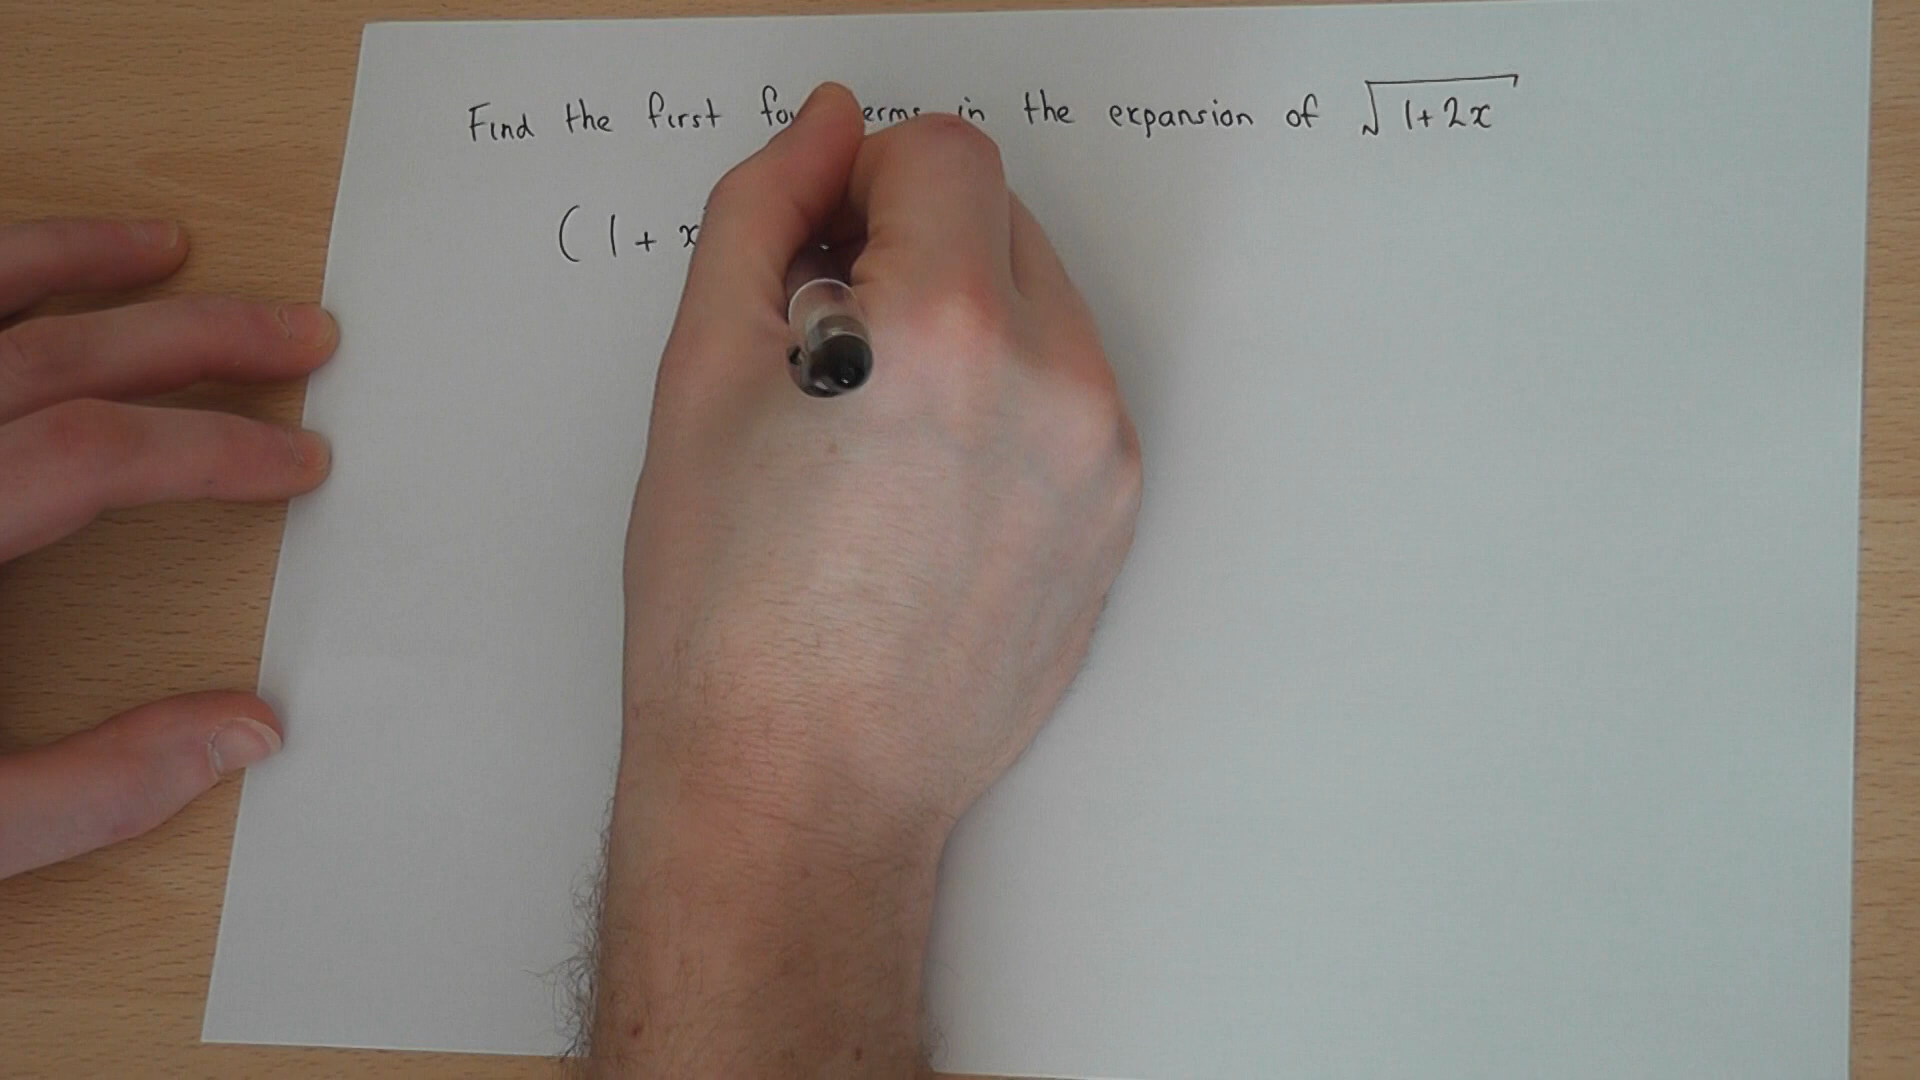 Find the first in the expansion of √1+2x
(1+x